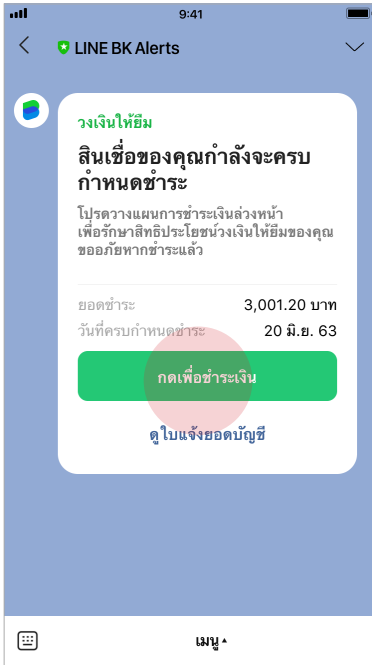 9:41
LINE BK Alerts
วงเงินให้ยืม
สินเชื่อของคุณกำลังจะครบ
กำหนดชำระ
โปรดวางแผนการชำระเงินล่วงหน้า
เพื่อรักษาสิทธิประโยชน์วงเงินให้ยืมของคุณ
ขออภัยหากชำระแล้ว
ยอดชำระ 3,001.20 บาท
วันที่ครบกำหนดชำระ 20 มิ.ย. 63
กดเพื่อชำระเงิน
ดูใบแจ้งยอดบัญชี
เมนู